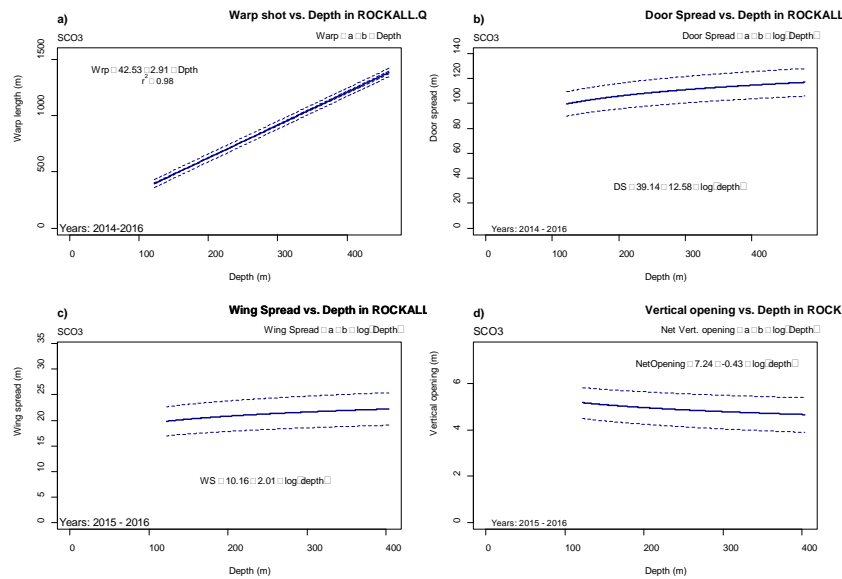 a)
Warp shot vs. Depth in ROCKALL.Q
SCO3
Warp □ a □ b □ Depth
Wrp □ 42.53 □ 2.91 □ Dpth
r² □ 0.98
Warp length (m)
0 500 1000 1500
Years: 2014-2016
0 100 200 300 400
Depth (m)
b)
Door Spread vs. Depth in ROCKALL
SCO3
Door Spread □ a □ b □ log□Depth□
DS □ 39.14 □ 12.58 □ log□depth□
Door spread (m)
0 20 40 60 80 100 120 140
Years: 2014 - 2016
0 100 200 300 400
Depth (m)
c)
Wing Spread vs. Depth in ROCKALL
SCO3
Wing Spread □ a □ b □ log□Depth□
WS □ 10.16 □ 2.01 □ log□depth□
Wing spread (m)
0 5 10 15 20 25 30 35
Years: 2015 - 2016
0 100 200 300 400
Depth (m)
d)
Vertical opening vs. Depth in ROCK
SCO3
Net Vert. opening □ a □ b □ log□Depth□
NetOpening □ 7.24 □ -0.43 □ log□depth□
Vertical opening (m)
0 2 4 6
Years: 2015 - 2016
0 100 200 300 400
Depth (m)